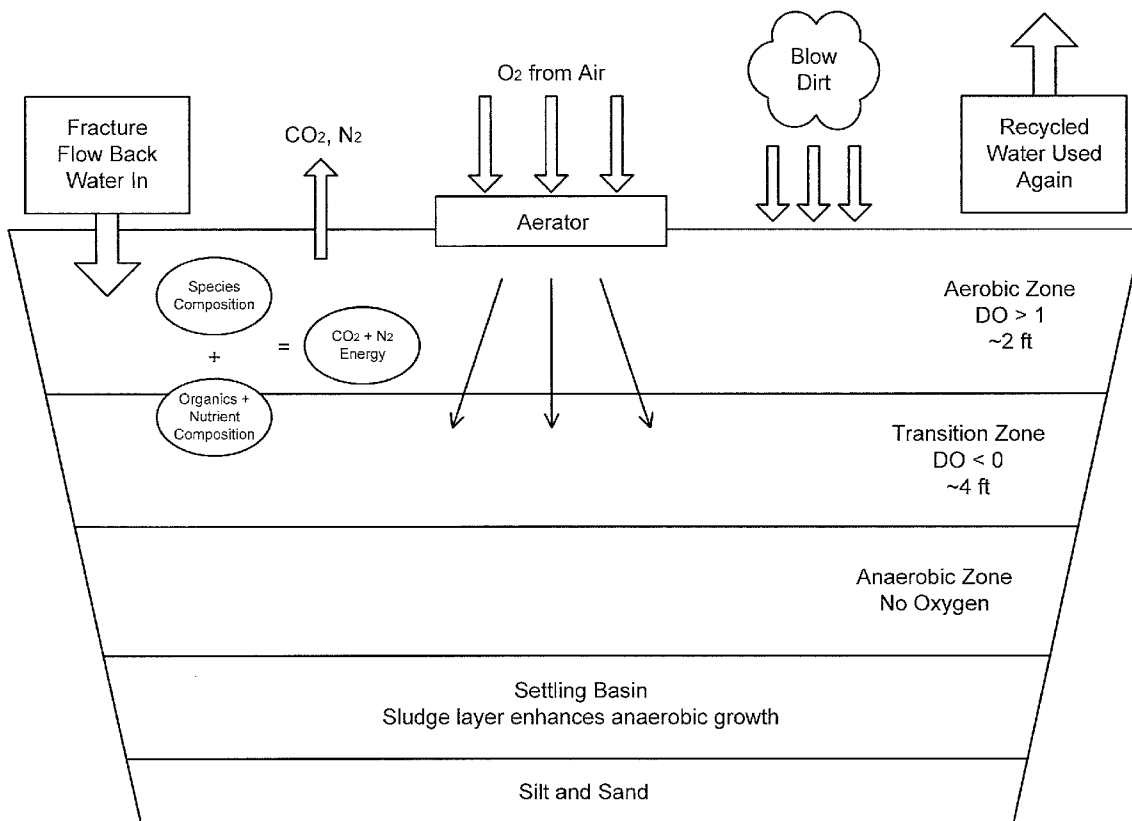 Fracture
Flow Back
Water In
CO2, N2
O2 from Air
Aerator
Blow
Dirt
Recycled
Water Used
Again
Species
Composition
+
Organics +
Nutrient
Composition
=
CO2 + N2
Energy
Aerobic Zone
DO > 1
~2 ft
Transition Zone
DO < 0
~4 ft
Anaerobic Zone
No Oxygen
Settling Basin
Sludge layer enhances anaerobic growth
Silt and Sand